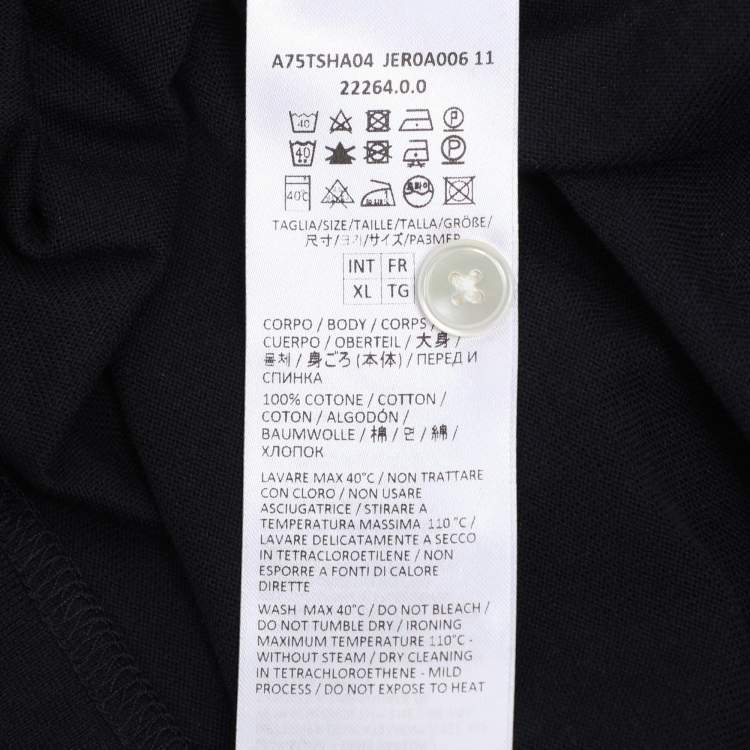 A75TSHA04 JER0A006 11
22264.0.0
40
40
40℃ 드라이
TAGLIA/SIZE/TAILLE/TALLA/GRÖßE/
尺寸/크기/サイズ/РАЗМЕР
INT FR
XL TG
CORPO / BODY / CORPS /
CUERPO / OBERTEIL / 大身 /
몸체 / 身ごろ (本体) / ПЕРЕД И
СПИНКА
100% COTONE / COTTON /
COTON / ALGODÓN /
BAUMWOLLE / 棉 / 면 / 綿 /
ХЛОПОК
LAVARE MAX 40°C / NON TRATTARE
CON CLORO / NON USARE
ASCIUGATRICE / STIRARE A
TEMPERATURA MASSIMA 110 °C /
LAVARE DELICATAMENTE A SECCO
IN TETRACLOROETILENE / NON
ESPORRE A FONTI DI CALORE
DIRETTE
WASH MAX 40°C / DO NOT BLEACH /
DO NOT TUMBLE DRY / IRONING
MAXIMUM TEMPERATURE 110°C -
WITHOUT STEAM / DRY CLEANING
IN TETRACHLOROETHENE - MILD
PROCESS / DO NOT EXPOSE TO HEAT